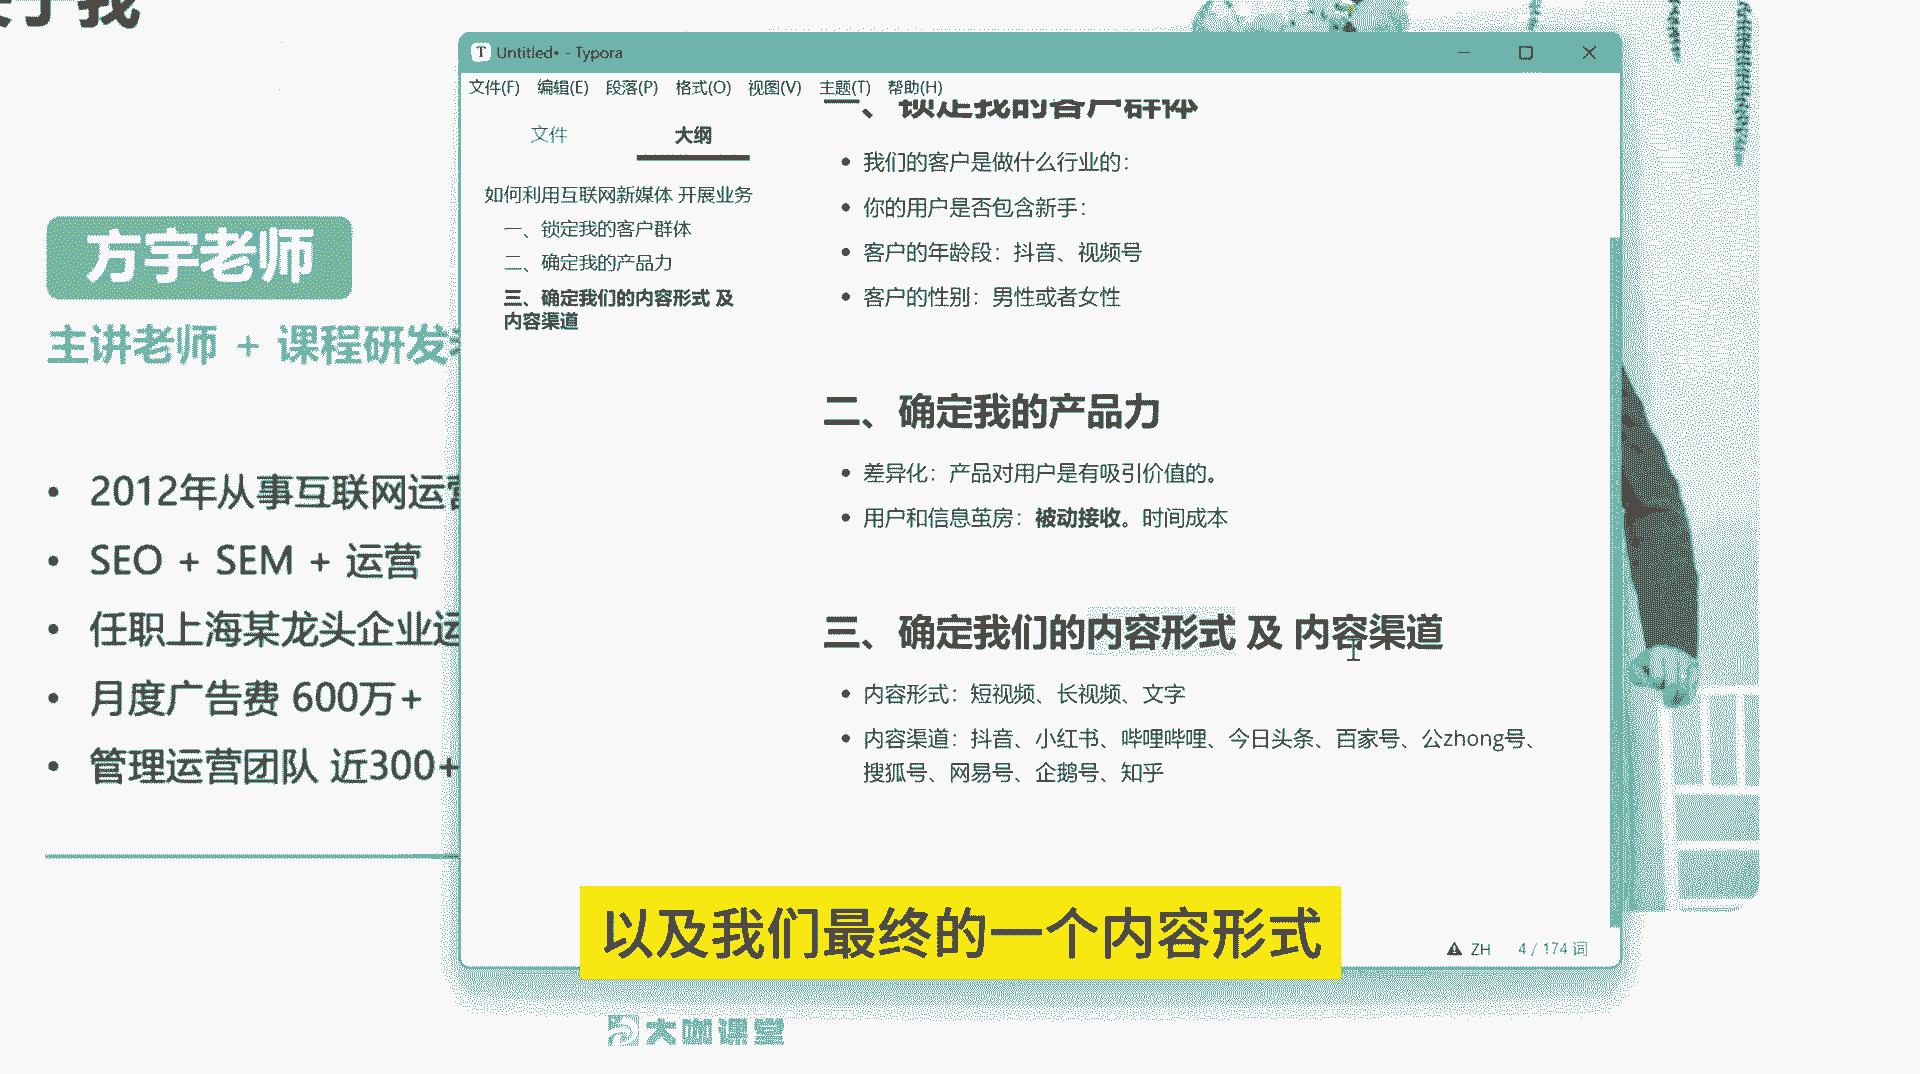 于我
方宇老师
主讲老师 + 课程研发
• 2012年从事互联网运营
• SEO + SEM + 运营
• 任职上海某龙头企业运
• 月度广告费 600万+
• 管理运营团队 近300+
Untitled• - Typora
文件(F) 编辑(E) 段落(P) 格式(O) 视图(V) 主题(T) 帮助(H)
文件 大纲
如何利用互联网新媒体 开展业务
一、锁定我的客户群体
二、确定我的产品力
三、确定我们的内容形式 及
内容渠道
一、锁定我的客户群体
• 我们的客户是做什么行业的：
• 你的用户是否包含新手：
• 客户的年龄段：抖音、视频号
• 客户的性别：男性或者女性
二、确定我的产品力
• 差异化：产品对用户是有吸引价值的。
• 用户和信息茧房：被动接收。时间成本
三、确定我们的内容形式 及 内容渠道
• 内容形式：短视频、长视频、文字
• 内容渠道：抖音、小红书、哔哩哔哩、今日头条、百家号、公zhong号、
搜狐号、网易号、企鹅号、知乎
ZH 4 / 174 词
以及我们最终的一个内容形式
大咖课堂